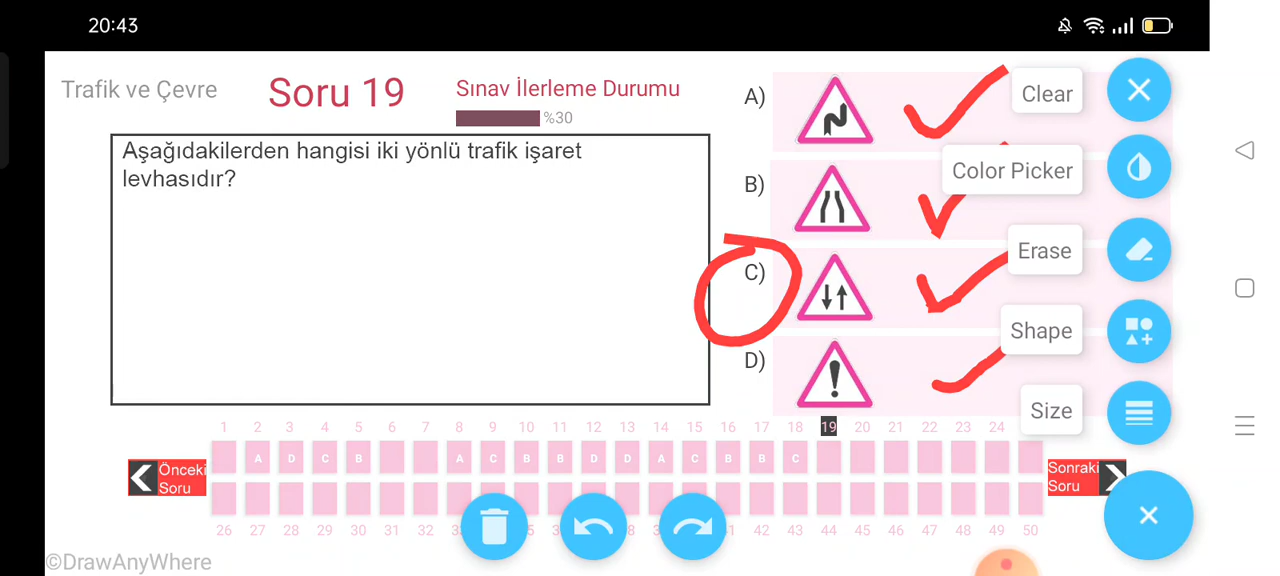 20:43
Trafik ve Çevre
Soru 19
Sınav İlerleme Durumu
%30
Aşağıdakilerden hangisi iki yönlü trafik işaret
levhasıdır?
A)
B)
C)
D)
Clear
Color Picker
Erase
Shape
Size
1 2 3 4 5 6 7 8 9 10 11 12 13 14 15 16 17 18 19 20 21 22 23 24
A D C B A C B B D D A C B B C
Önceki
Soru
Sonraki
Soru
26 27 28 29 30 31 32 42 43 44 45 46 47 48 49 50
©DrawAnyWhere